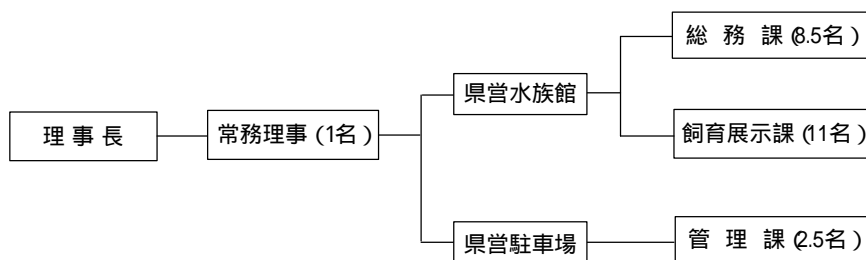 総 務 課 (8.5名)
県営水族館
理 事 長
常務理事 (1名)
飼育展示課 (11名)
県営駐車場
管 理 課 (2.5名)